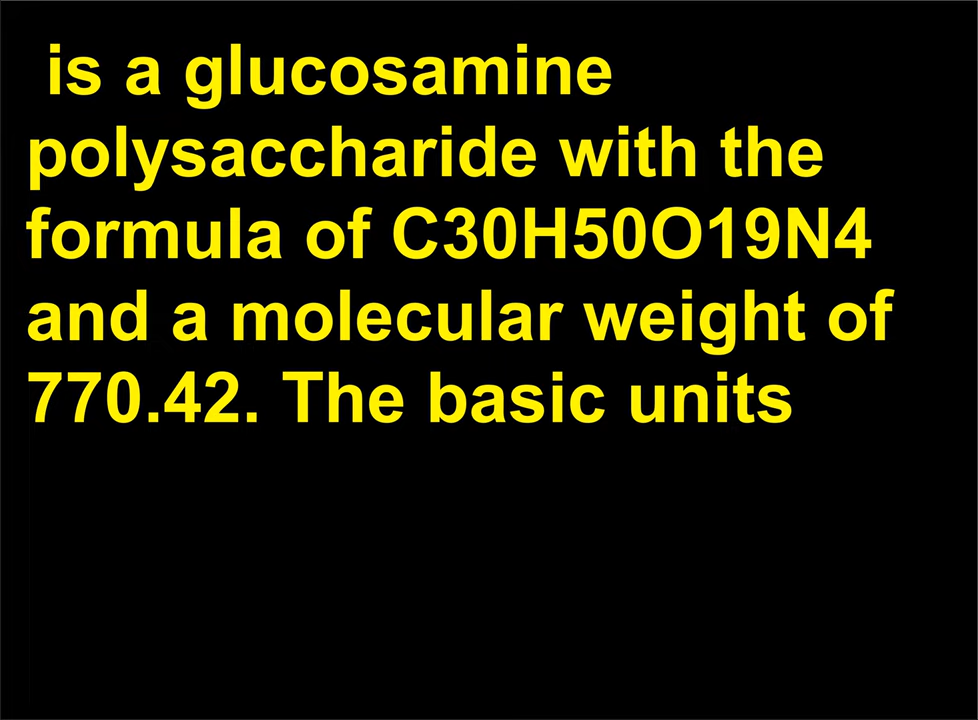 is a glucosamine
polysaccharide with the
formula of C30H50O19N4
and a molecular weight of
770.42. The basic units